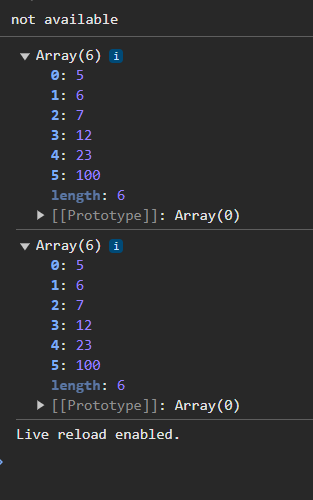 not available
Array(6) i
0: 5
1: 6
2: 7
3: 12
4: 23
5: 100
length: 6
[[Prototype]]: Array(0)
Array(6) i
0: 5
1: 6
2: 7
3: 12
4: 23
5: 100
length: 6
[[Prototype]]: Array(0)
Live reload enabled.